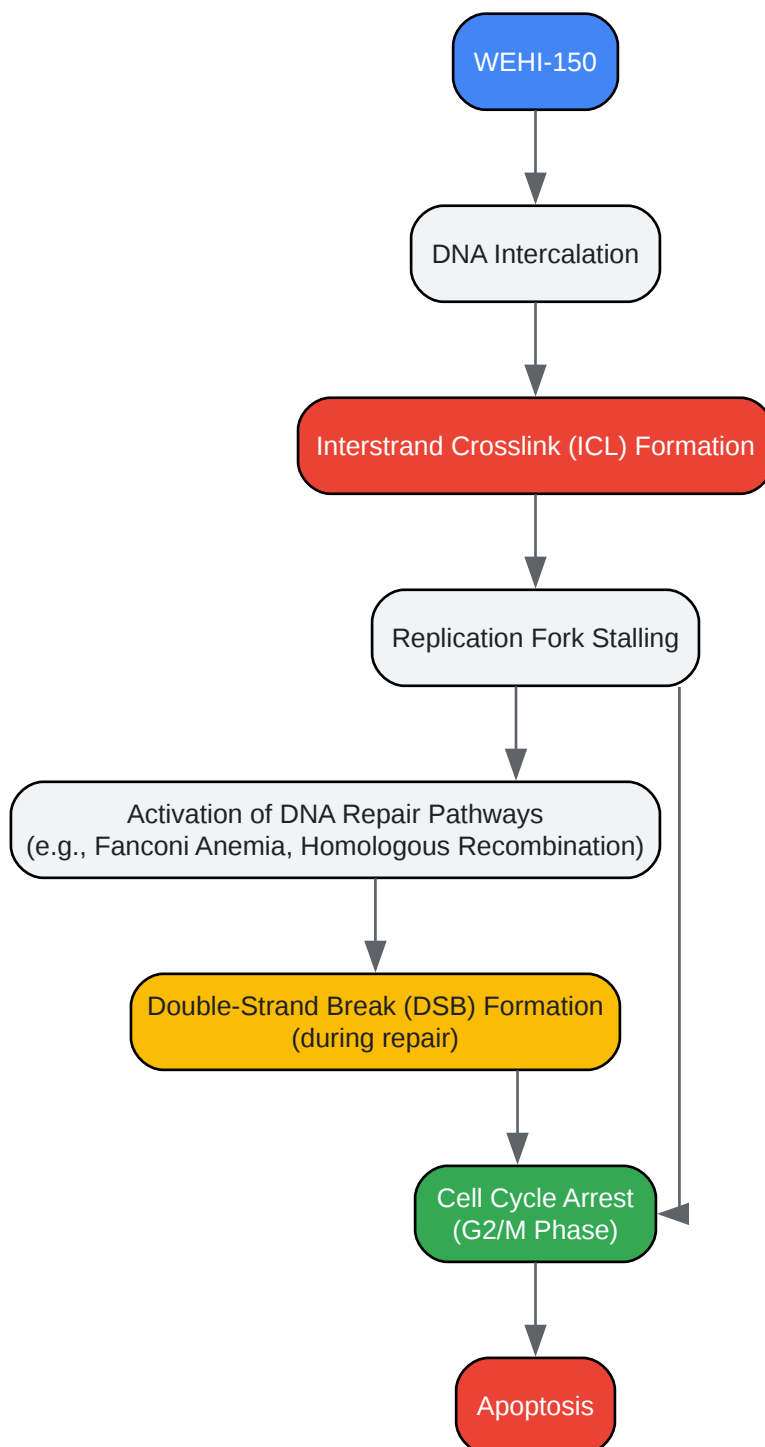 WEHI-150
DNA Intercalation
Interstrand Crosslink (ICL) Formation
Replication Fork Stalling
Activation of DNA Repair Pathways
(e.g., Fanconi Anemia, Homologous Recombination)
Double-Strand Break (DSB) Formation
(during repair)
Cell Cycle Arrest
(G2/M Phase)
Apoptosis